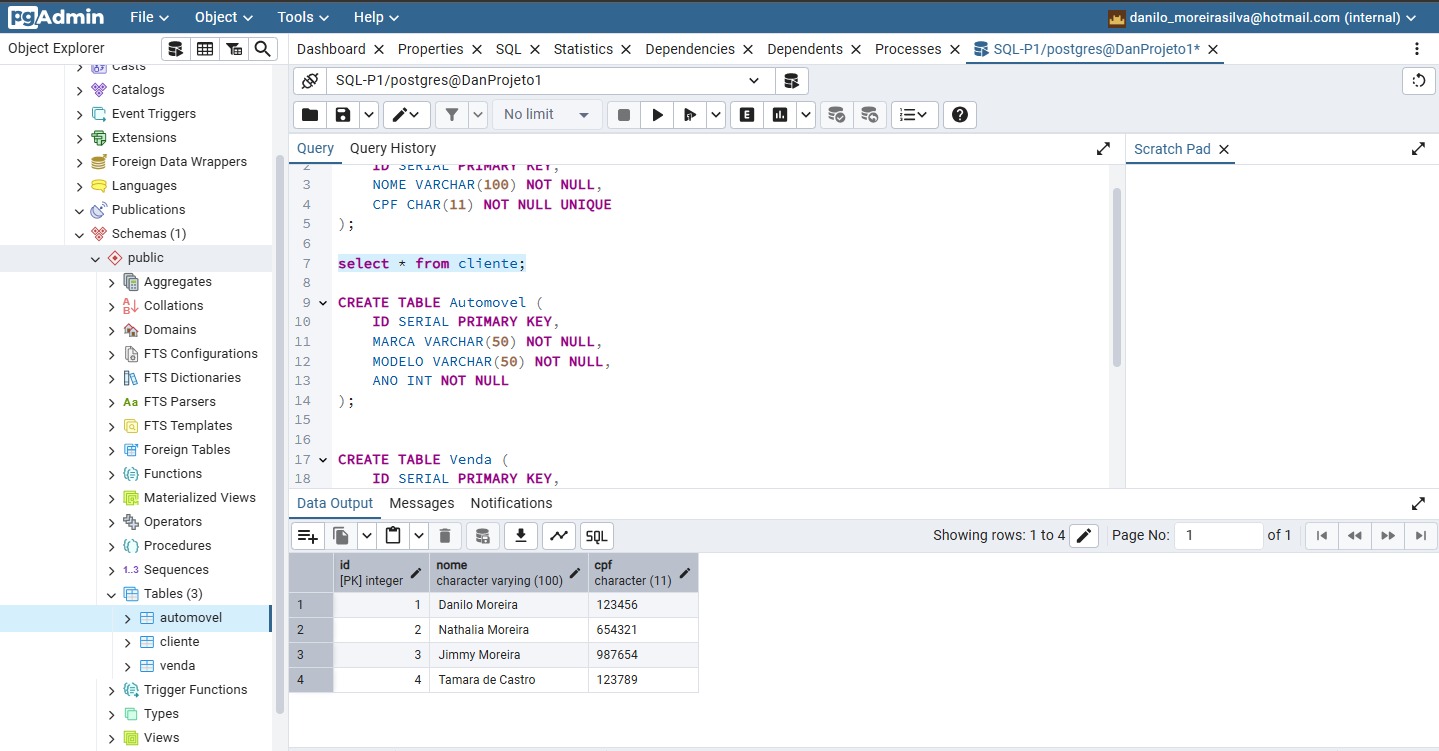 pgAdmin File Object Tools Help danilo_moreirasilva@hotmail.com (internal)
Object Explorer
Dashboard Properties SQL Statistics Dependencies Dependents Processes SQL-P1/postgres@DanProjeto1*
Casts
Catalogs
Event Triggers
Extensions
Foreign Data Wrappers
Languages
Publications
Schemas (1)
public
Aggregates
Collations
Domains
FTS Configurations
FTS Dictionaries
Aa FTS Parsers
FTS Templates
Foreign Tables
Functions
Materialized Views
Operators
Procedures
1..3 Sequences
Tables (3)
automovel
cliente
venda
Trigger Functions
Types
Views
SQL-P1/postgres@DanProjeto1
No limit E
Query Query History
Scratch Pad
2 ID SERIAL PRIMARY KEY,
3 NOME VARCHAR(100) NOT NULL,
4 CPF CHAR(11) NOT NULL UNIQUE
5 );
6
7 select * from cliente;
8
9 CREATE TABLE Automovel (
10 ID SERIAL PRIMARY KEY,
11 MARCA VARCHAR(50) NOT NULL,
12 MODELO VARCHAR(50) NOT NULL,
13 ANO INT NOT NULL
14 );
15
16
17 CREATE TABLE Venda (
18 ID SERIAL PRIMARY KEY,
Data Output Messages Notifications
SQL Showing rows: 1 to 4 Page No: 1 of 1
id nome cpf
[PK] integer character varying (100) character (11)
1 1 Danilo Moreira 123456
2 2 Nathalia Moreira 654321
3 3 Jimmy Moreira 987654
4 4 Tamara de Castro 123789